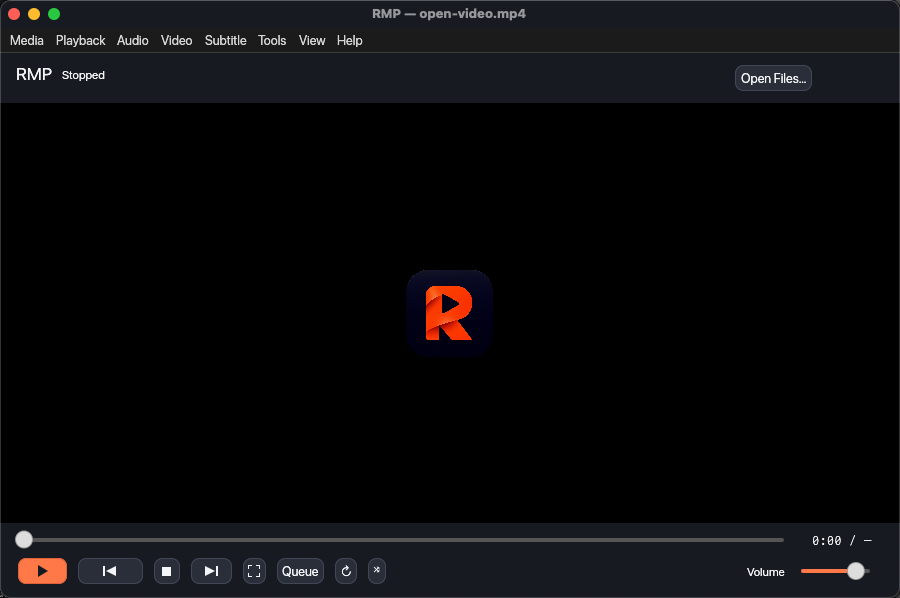 RMP — open-video.mp4
Media Playback Audio Video Subtitle Tools View Help
RMP Stopped
Open Files...
0:00 / —
Queue
Volume